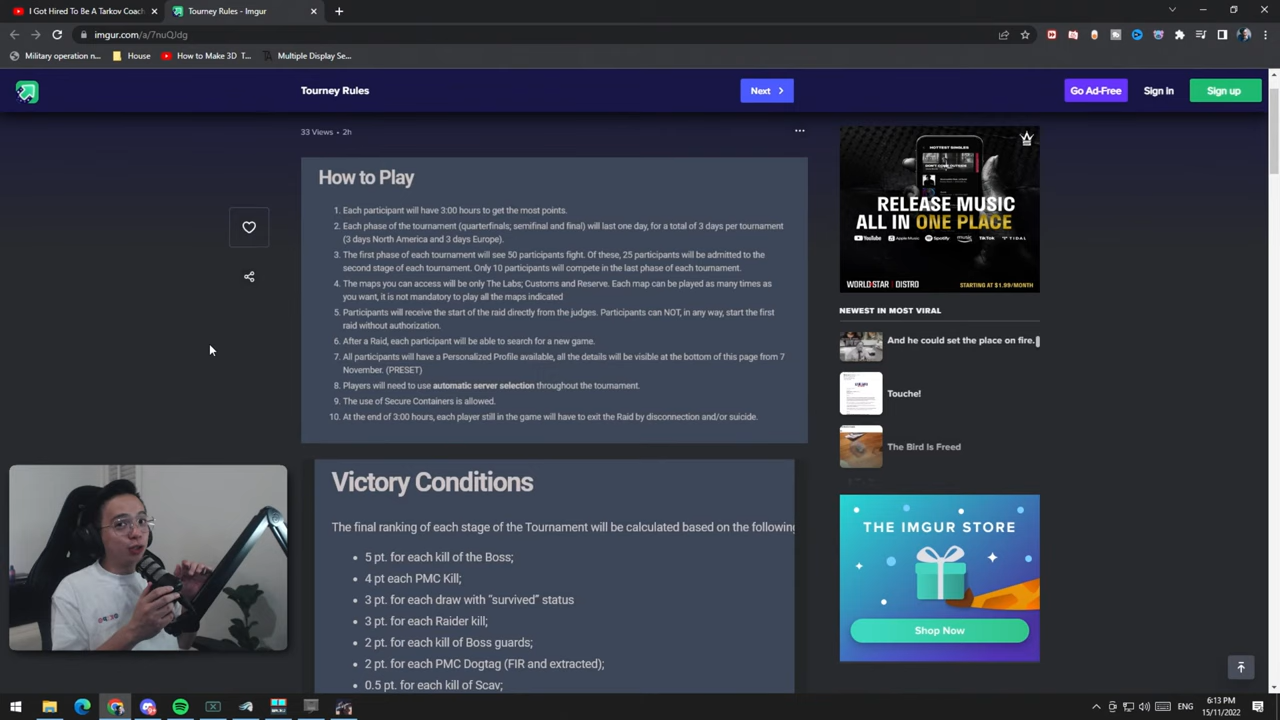 I Got Hired To Be A Tarkov Coach
Tourney Rules - Imgur
imgur.com/a/7nuQJdg
Military operation n...
House
How to Make 3D T...
Multiple Display Se...
Tourney Rules
Next
Go Ad-Free
Sign in
Sign up
33 Views • 2h
How to Play
1. Each participant will have 3:00 hours to get the most points.
2. Each phase of the tournament (quarterfinals; semifinal and final) will last one day, for a total of 3 days per tournament
(3 days North America and 3 days Europe).
3. The first phase of each tournament will see 50 participants fight. Of these, 25 participants will be admitted to the
second stage of each tournament. Only 10 participants will compete in the last phase of each tournament.
4. The maps you can access will be only The Labs; Customs and Reserve. Each map can be played as many times as
you want, it is not mandatory to play all the maps indicated
5. Participants will receive the start of the raid directly from the judges. Participants can NOT, in any way, start the first
raid without authorization.
6. After a Raid, each participant will be able to search for a new game.
7. All participants will have a Personalized Profile available, all the details will be visible at the bottom of this page from 7
November. (PRESET)
8. Players will need to use automatic server selection throughout the tournament.
9. The use of Secure Containers is allowed.
10. At the end of 3:00 hours, each player still in the game will have to exit the Raid by disconnection and/or suicide.
Victory Conditions
The final ranking of each stage of the Tournament will be calculated based on the following
• 5 pt. for each kill of the Boss;
• 4 pt each PMC Kill;
• 3 pt. for each draw with "survived" status
• 3 pt. for each Raider kill;
• 2 pt. for each kill of Boss guards;
• 2 pt. for each PMC Dogtag (FIR and extracted);
• 0.5 pt. for each kill of Scav;
HOTTEST SINGLES
RELEASE MUSIC
ALL IN ONE PLACE
YouTube
Apple Music
Spotify
music
TikTok
TIDAL
WORLDSTAR DISTRO
STARTING AT $1.99/MONTH
NEWEST IN MOST VIRAL
And he could set the place on fire.
Touche!
The Bird Is Freed
THE IMGUR STORE
Shop Now
ENG
6:13 PM
15/11/2022